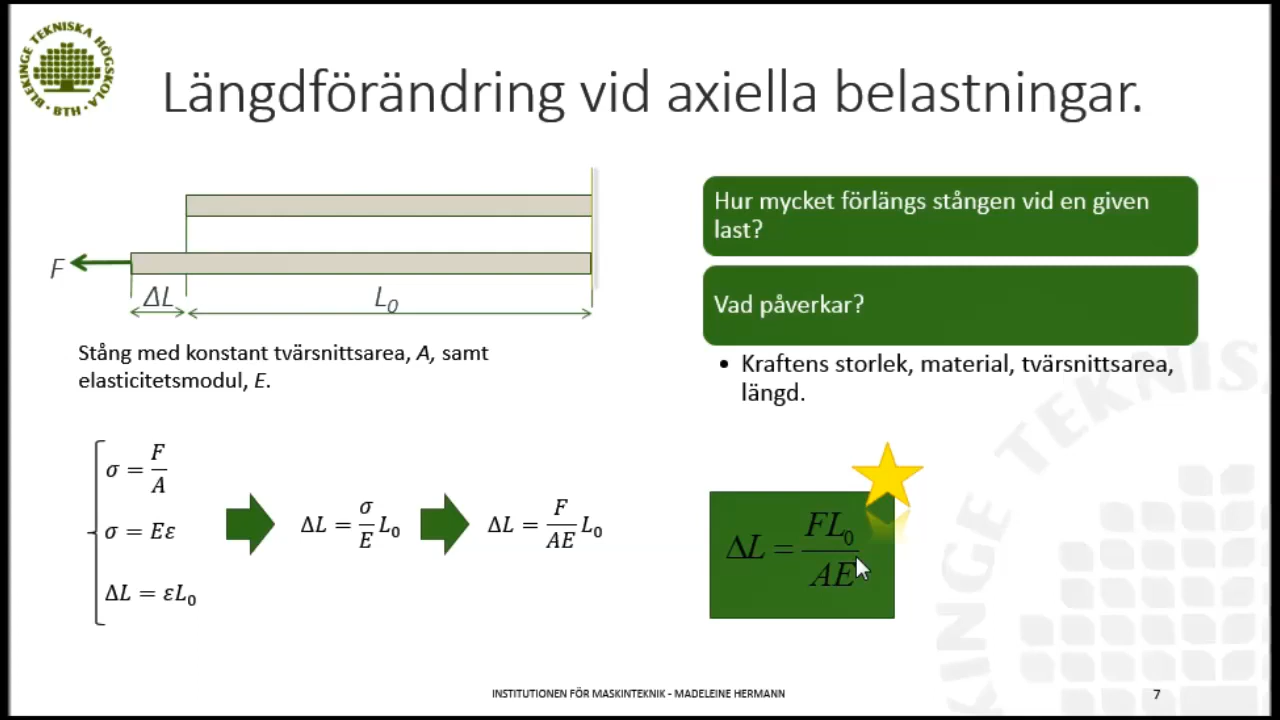 BLEKINGE TEKNISKA HÖGSKOLA · BTH ·
Längdförändring vid axiella belastningar.
F
ΔL
L₀
Stång med konstant tvärsnittsarea, A, samt
elasticitetsmodul, E.
σ = F/A
σ = Eε
ΔL = εL₀
ΔL = σ/E L₀
ΔL = F/AE L₀
Hur mycket förlängs stången vid en given
last?
Vad påverkar?
• Kraftens storlek, material, tvärsnittsarea,
längd.
ΔL = FL₀/AE
KINGE TEKNIS
INSTITUTIONEN FÖR MASKINTEKNIK - MADELEINE HERMANN
7